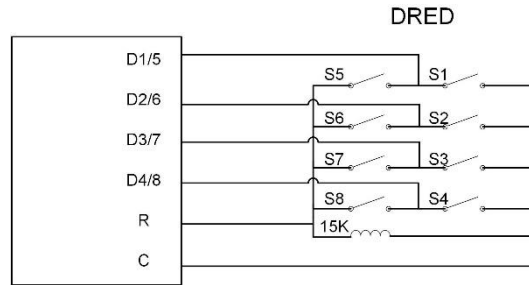 DRED
D1/5
S5 S1
D2/6
S6 S2
D3/7
S7 S3
D4/8
S8 S4
R
15K
C